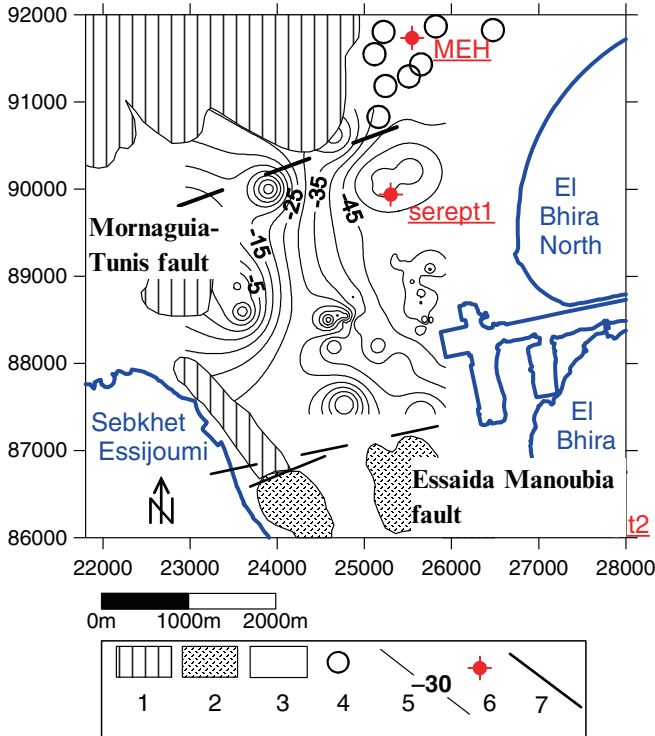 92000
91000
90000
89000
88000
87000
86000
22000 23000 24000 25000 26000 27000 28000
MEH
serept1
El
Bhira
North
-25
-35
-45
-15
-5
Mornaguia-
Tunis fault
Sebkhet
Essijoumi
El
Bhira
Essaida Manoubia
fault
t2
N
0m 1000m 2000m
–30
1 2 3 4 5 6 7